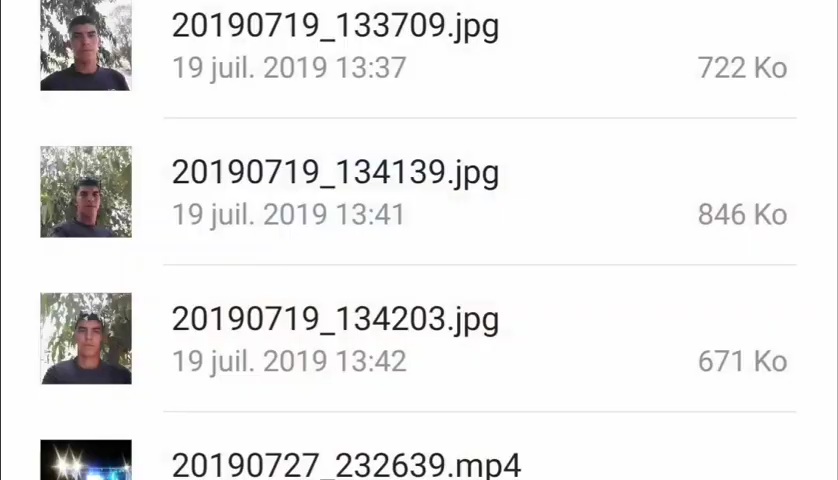 20190719_133709.jpg
19 juil. 2019 13:37
722 Ko
20190719_134139.jpg
19 juil. 2019 13:41
846 Ko
20190719_134203.jpg
19 juil. 2019 13:42
671 Ko
20190727_232639.mp4